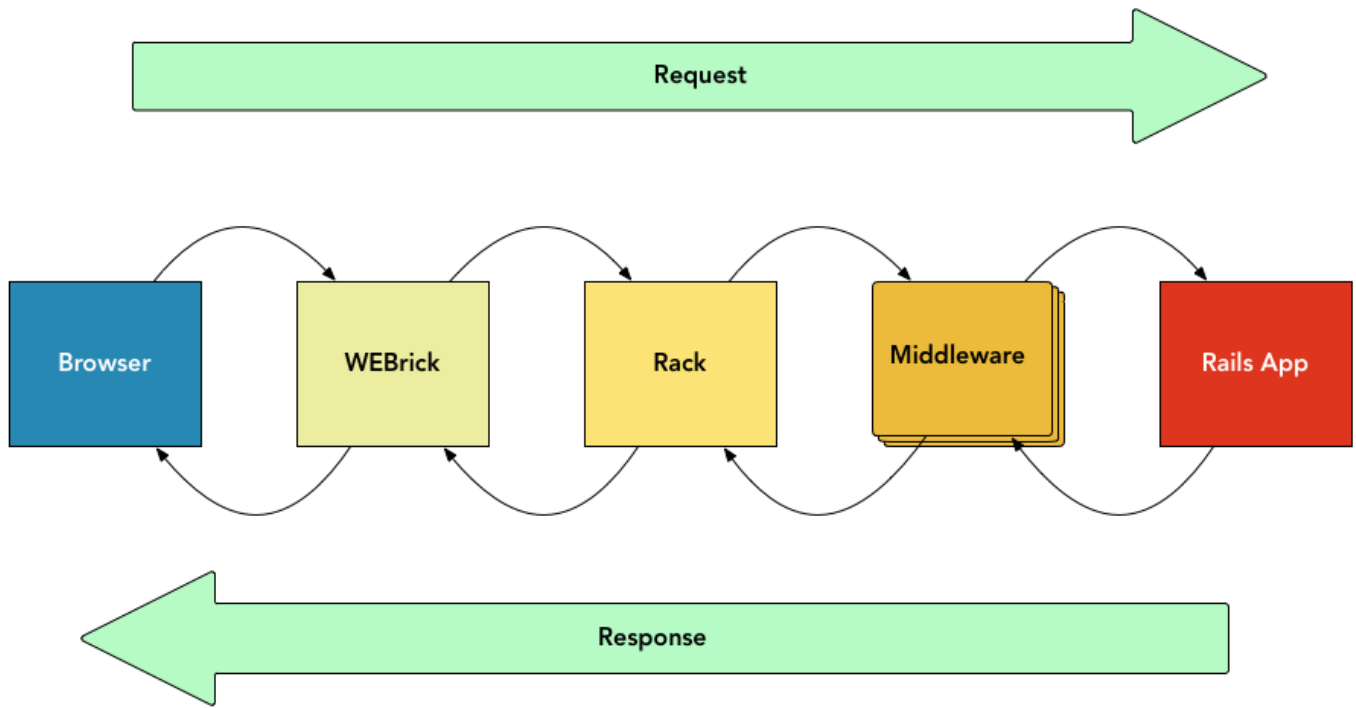 Request
Browser
WEBrick
Rack
Middleware
Rails App
Response